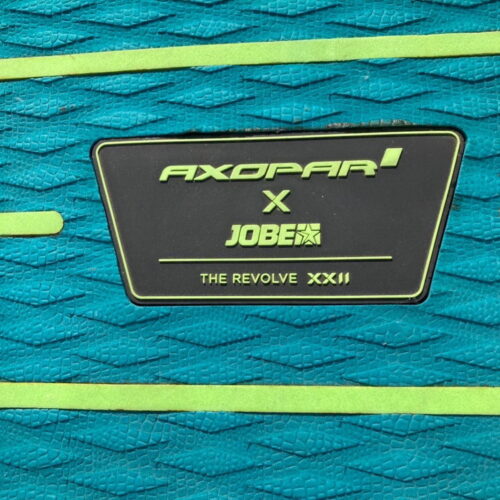 AXOPAR
X
JOBE
THE REVOLVE XXII